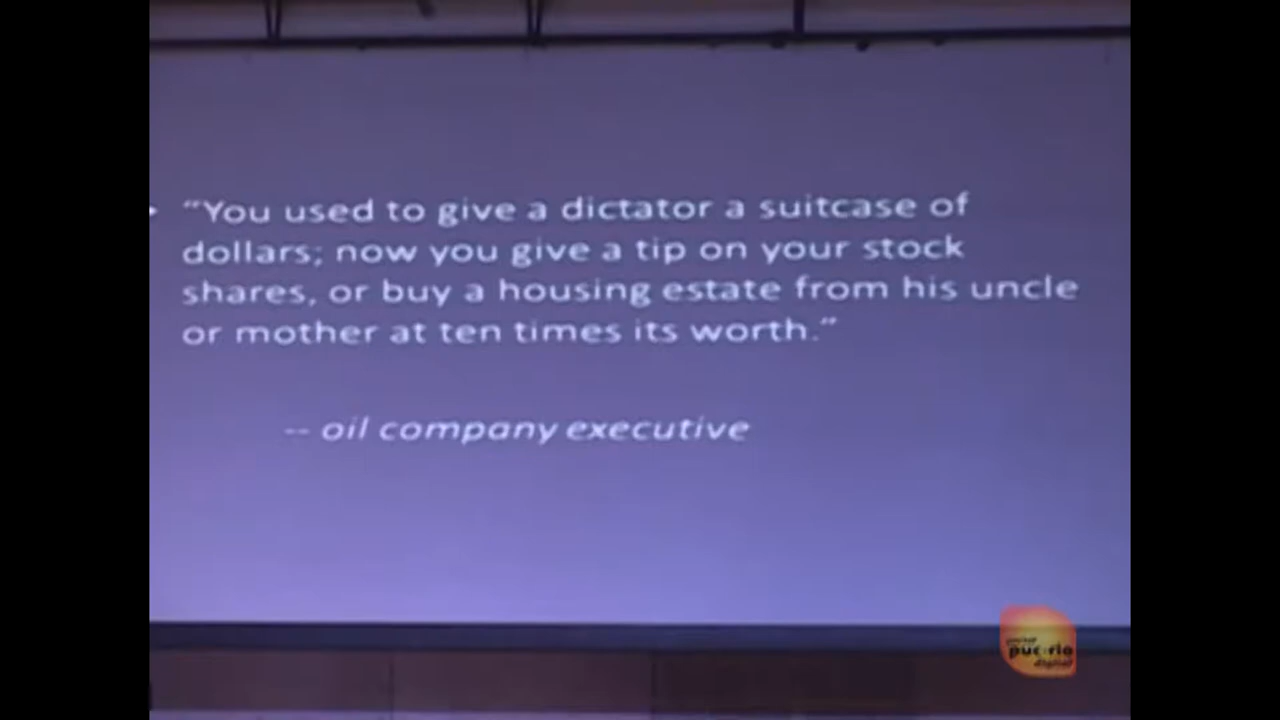 “You used to give a dictator a suitcase of
dollars; now you give a tip on your stock
shares, or buy a housing estate from his uncle
or mother at ten times its worth.”
-- oil company executive
puc-rio
digital